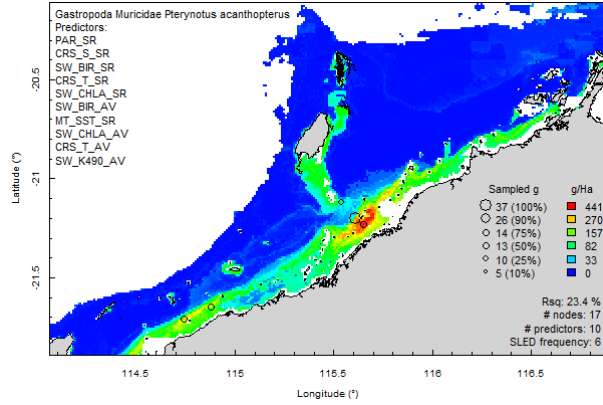 Gastropoda Muricidae Pterynotus acanthopterus
Predictors:
PAR_SR
CRS_S_SR
SW_BIR_SR
CRS_T_SR
SW_CHLA_SR
SW_BIR_AV
MT_SST_SR
SW_CHLA_AV
CRS_T_AV
SW_K490_AV
-20.5
-21
-21.5
Latitude (°)
Sampled g g/Ha
37 (100%) 441
26 (90%) 270
14 (75%) 157
13 (50%) 82
10 (25%) 33
5 (10%) 0
Rsq: 23.4 %
# nodes: 17
# predictors: 10
SLED frequency: 6
114.5 115 115.5 116 116.5
Longitude (°)